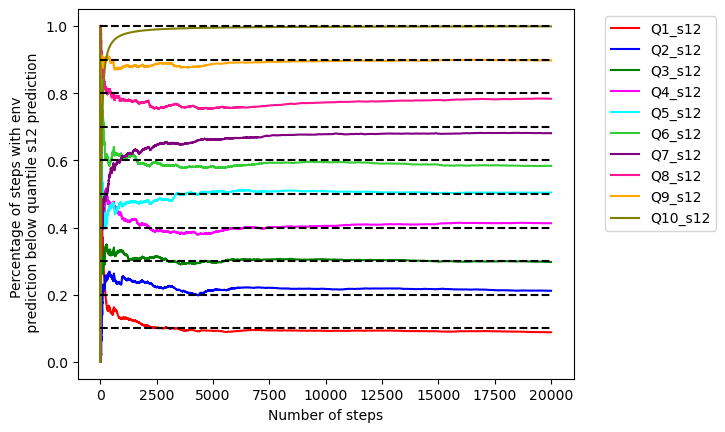 Percentage of steps with env
prediction below quantile s12 prediction
1.0
0.8
0.6
0.4
0.2
0.0
0
2500
5000
7500
10000
12500
15000
17500
20000
Number of steps
Q1_s12
Q2_s12
Q3_s12
Q4_s12
Q5_s12
Q6_s12
Q7_s12
Q8_s12
Q9_s12
Q10_s12